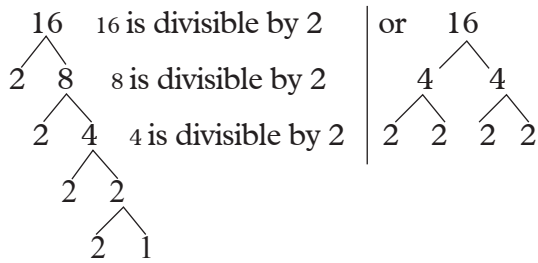 16 16 is divisible by 2
2 8 8 is divisible by 2
2 4 4 is divisible by 2
2 2
2 1
or 16
4 4
2 2 2 2